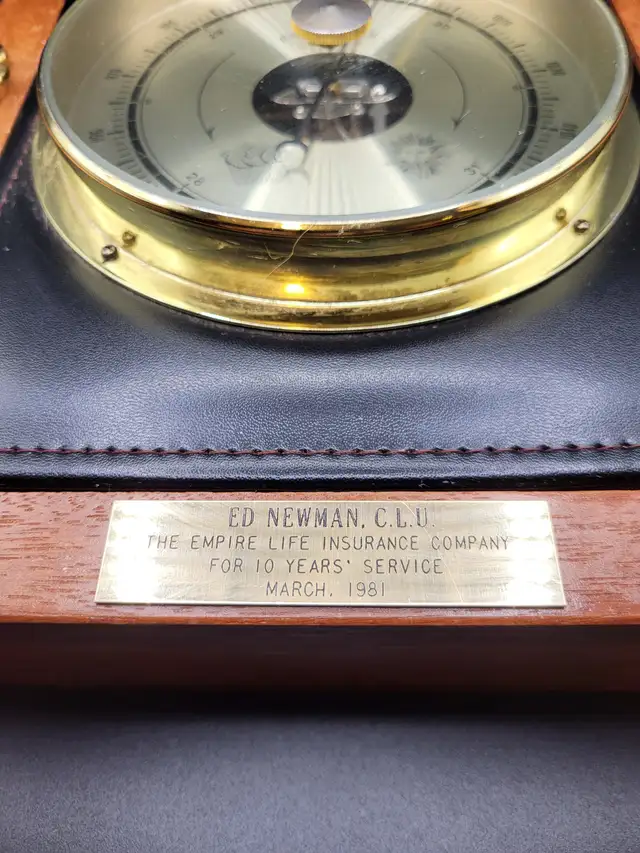 ED NEWMAN, C.L.U.
THE EMPIRE LIFE INSURANCE COMPANY
FOR 10 YEARS' SERVICE
MARCH, 1981